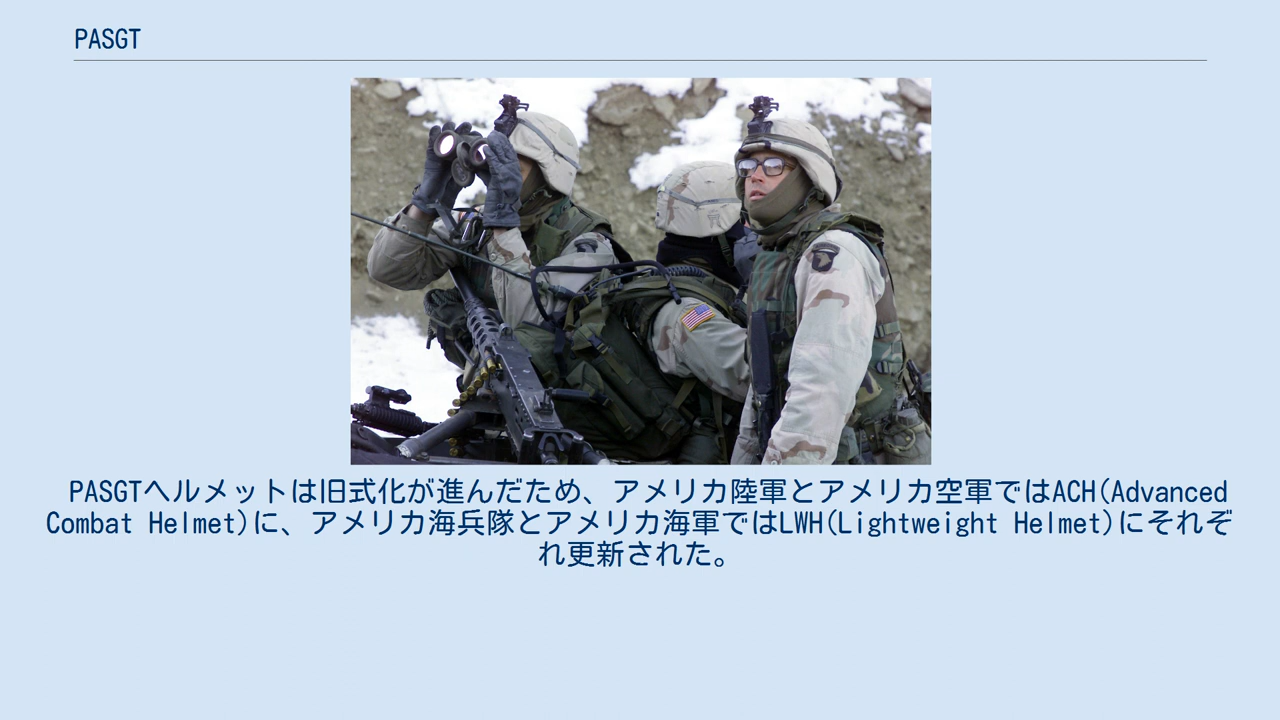 PASGT
PASGTヘルメットは旧式化が進んだため、アメリカ陸軍とアメリカ空軍ではACH(Advanced
Combat Helmet)に、アメリカ海兵隊とアメリカ海軍ではLWH(Lightweight Helmet)にそれぞ
れ更新された。